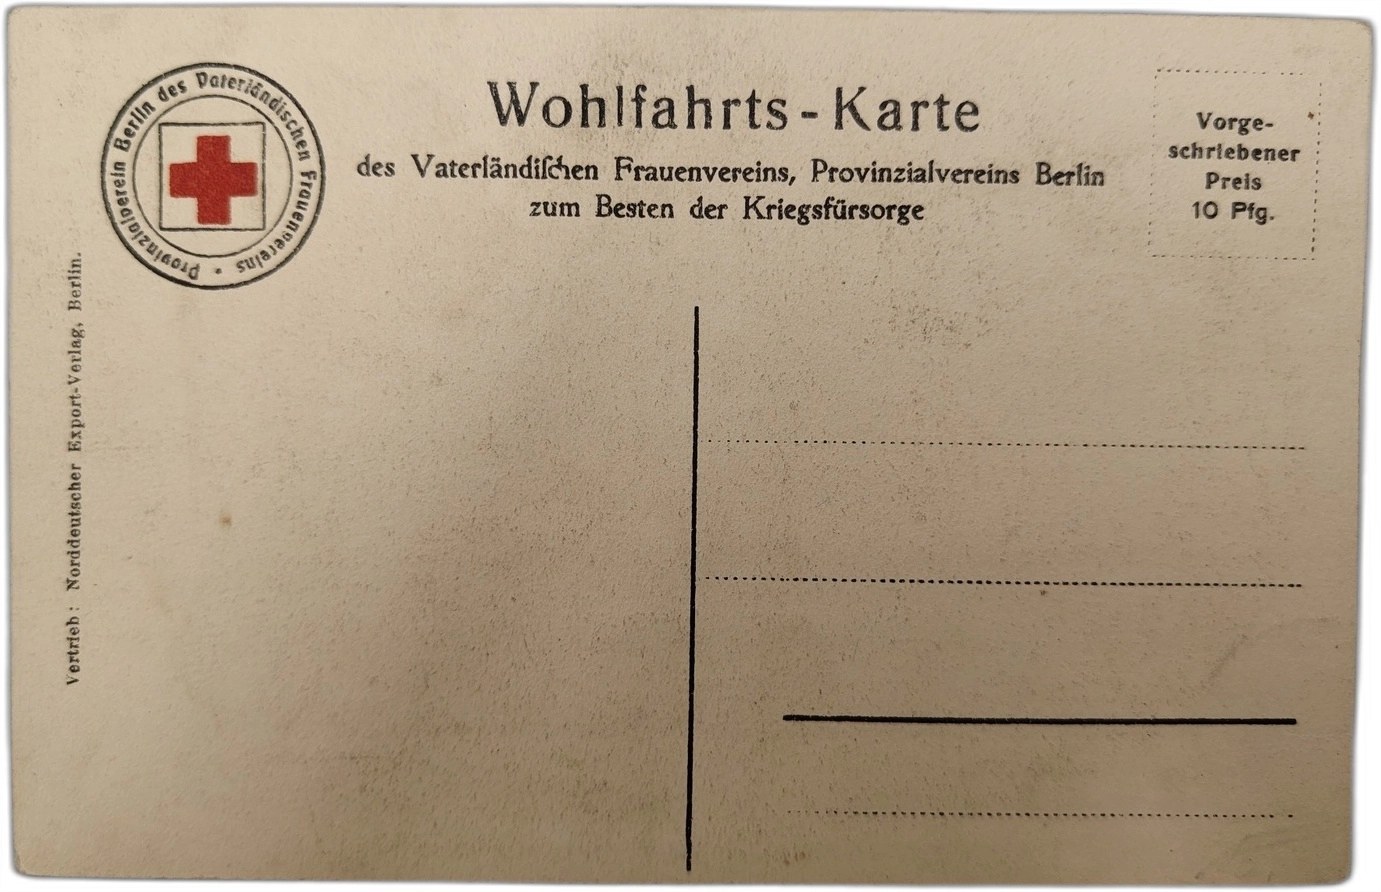 Provinzialverein Berlin des Vaterländischen Frauenvereins •
Wohlfahrts-Karte
des Vaterländiſchen Frauenvereins, Provinzialvereins Berlin
zum Besten der Kriegsfürsorge
Vorge-
schriebener
Preis
10 Pfg.
Vertrieb: Norddeutscher Export-Verlag, Berlin.